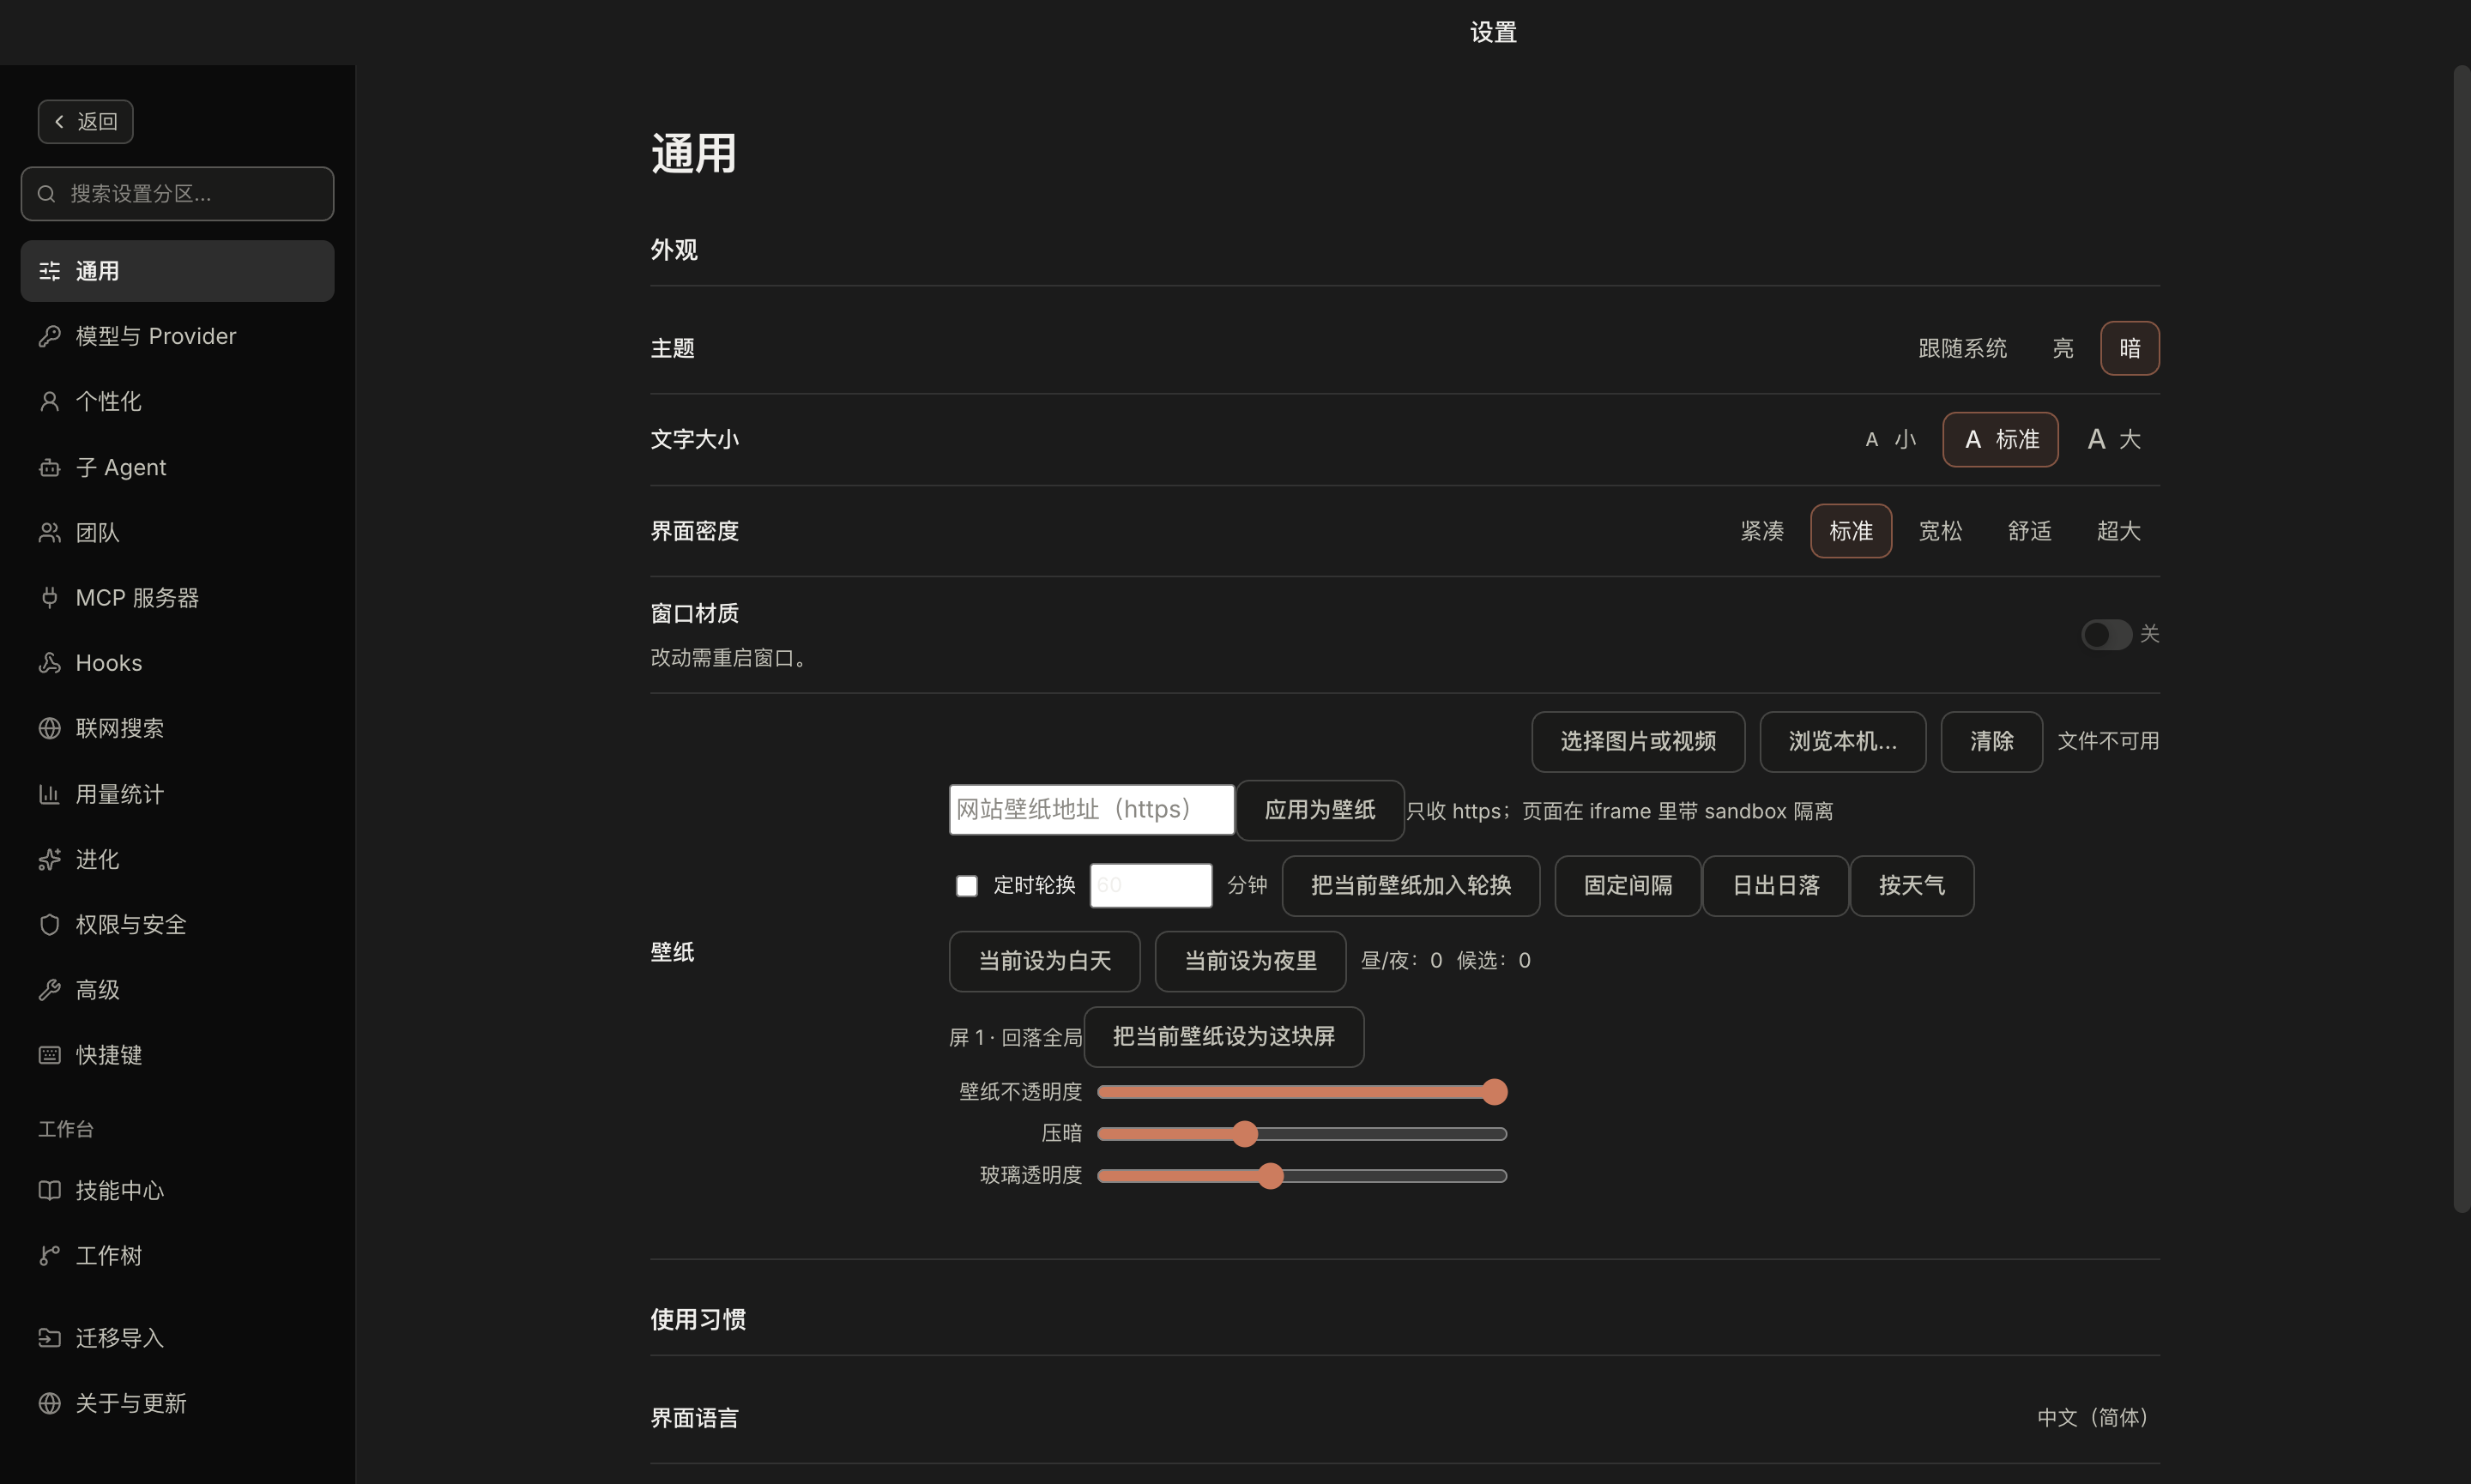 设置
返回
搜索设置分区...
通用
模型与 Provider
个性化
子 Agent
团队
MCP 服务器
Hooks
联网搜索
用量统计
进化
权限与安全
高级
快捷键
工作台
技能中心
工作树
迁移导入
关于与更新
通用
外观
主题 跟随系统 亮 暗
文字大小 A 小 A 标准 A 大
界面密度 紧凑 标准 宽松 舒适 超大
窗口材质
改动需重启窗口。
关
选择图片或视频 浏览本机... 清除 文件不可用
网站壁纸地址（https） 应用为壁纸 只收 https；页面在 iframe 里带 sandbox 隔离
定时轮换 60 分钟 把当前壁纸加入轮换 固定间隔 日出日落 按天气
壁纸
当前设为白天 当前设为夜里 昼/夜：0 候选：0
屏 1 · 回落全局 把当前壁纸设为这块屏
壁纸不透明度
压暗
玻璃透明度
使用习惯
界面语言 中文（简体）